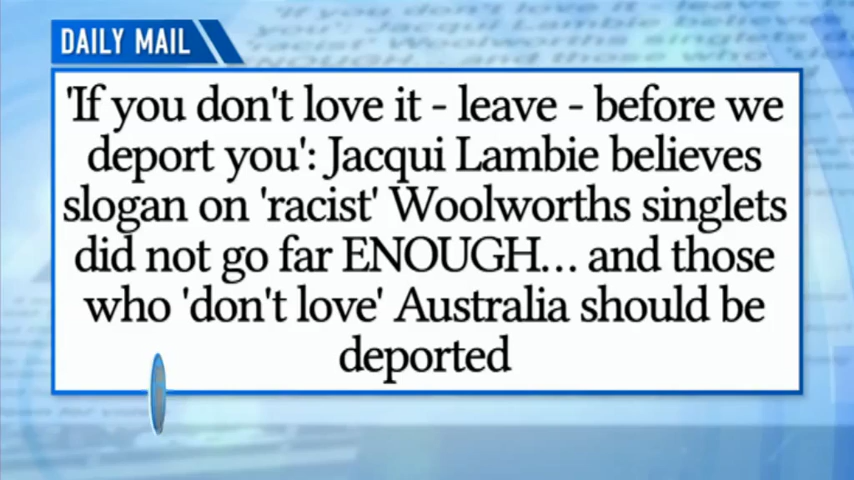 DAILY MAIL
'If you don't love it - leave - before we
deport you': Jacqui Lambie believes
slogan on 'racist' Woolworths singlets
did not go far ENOUGH... and those
who 'don't love' Australia should be
deported